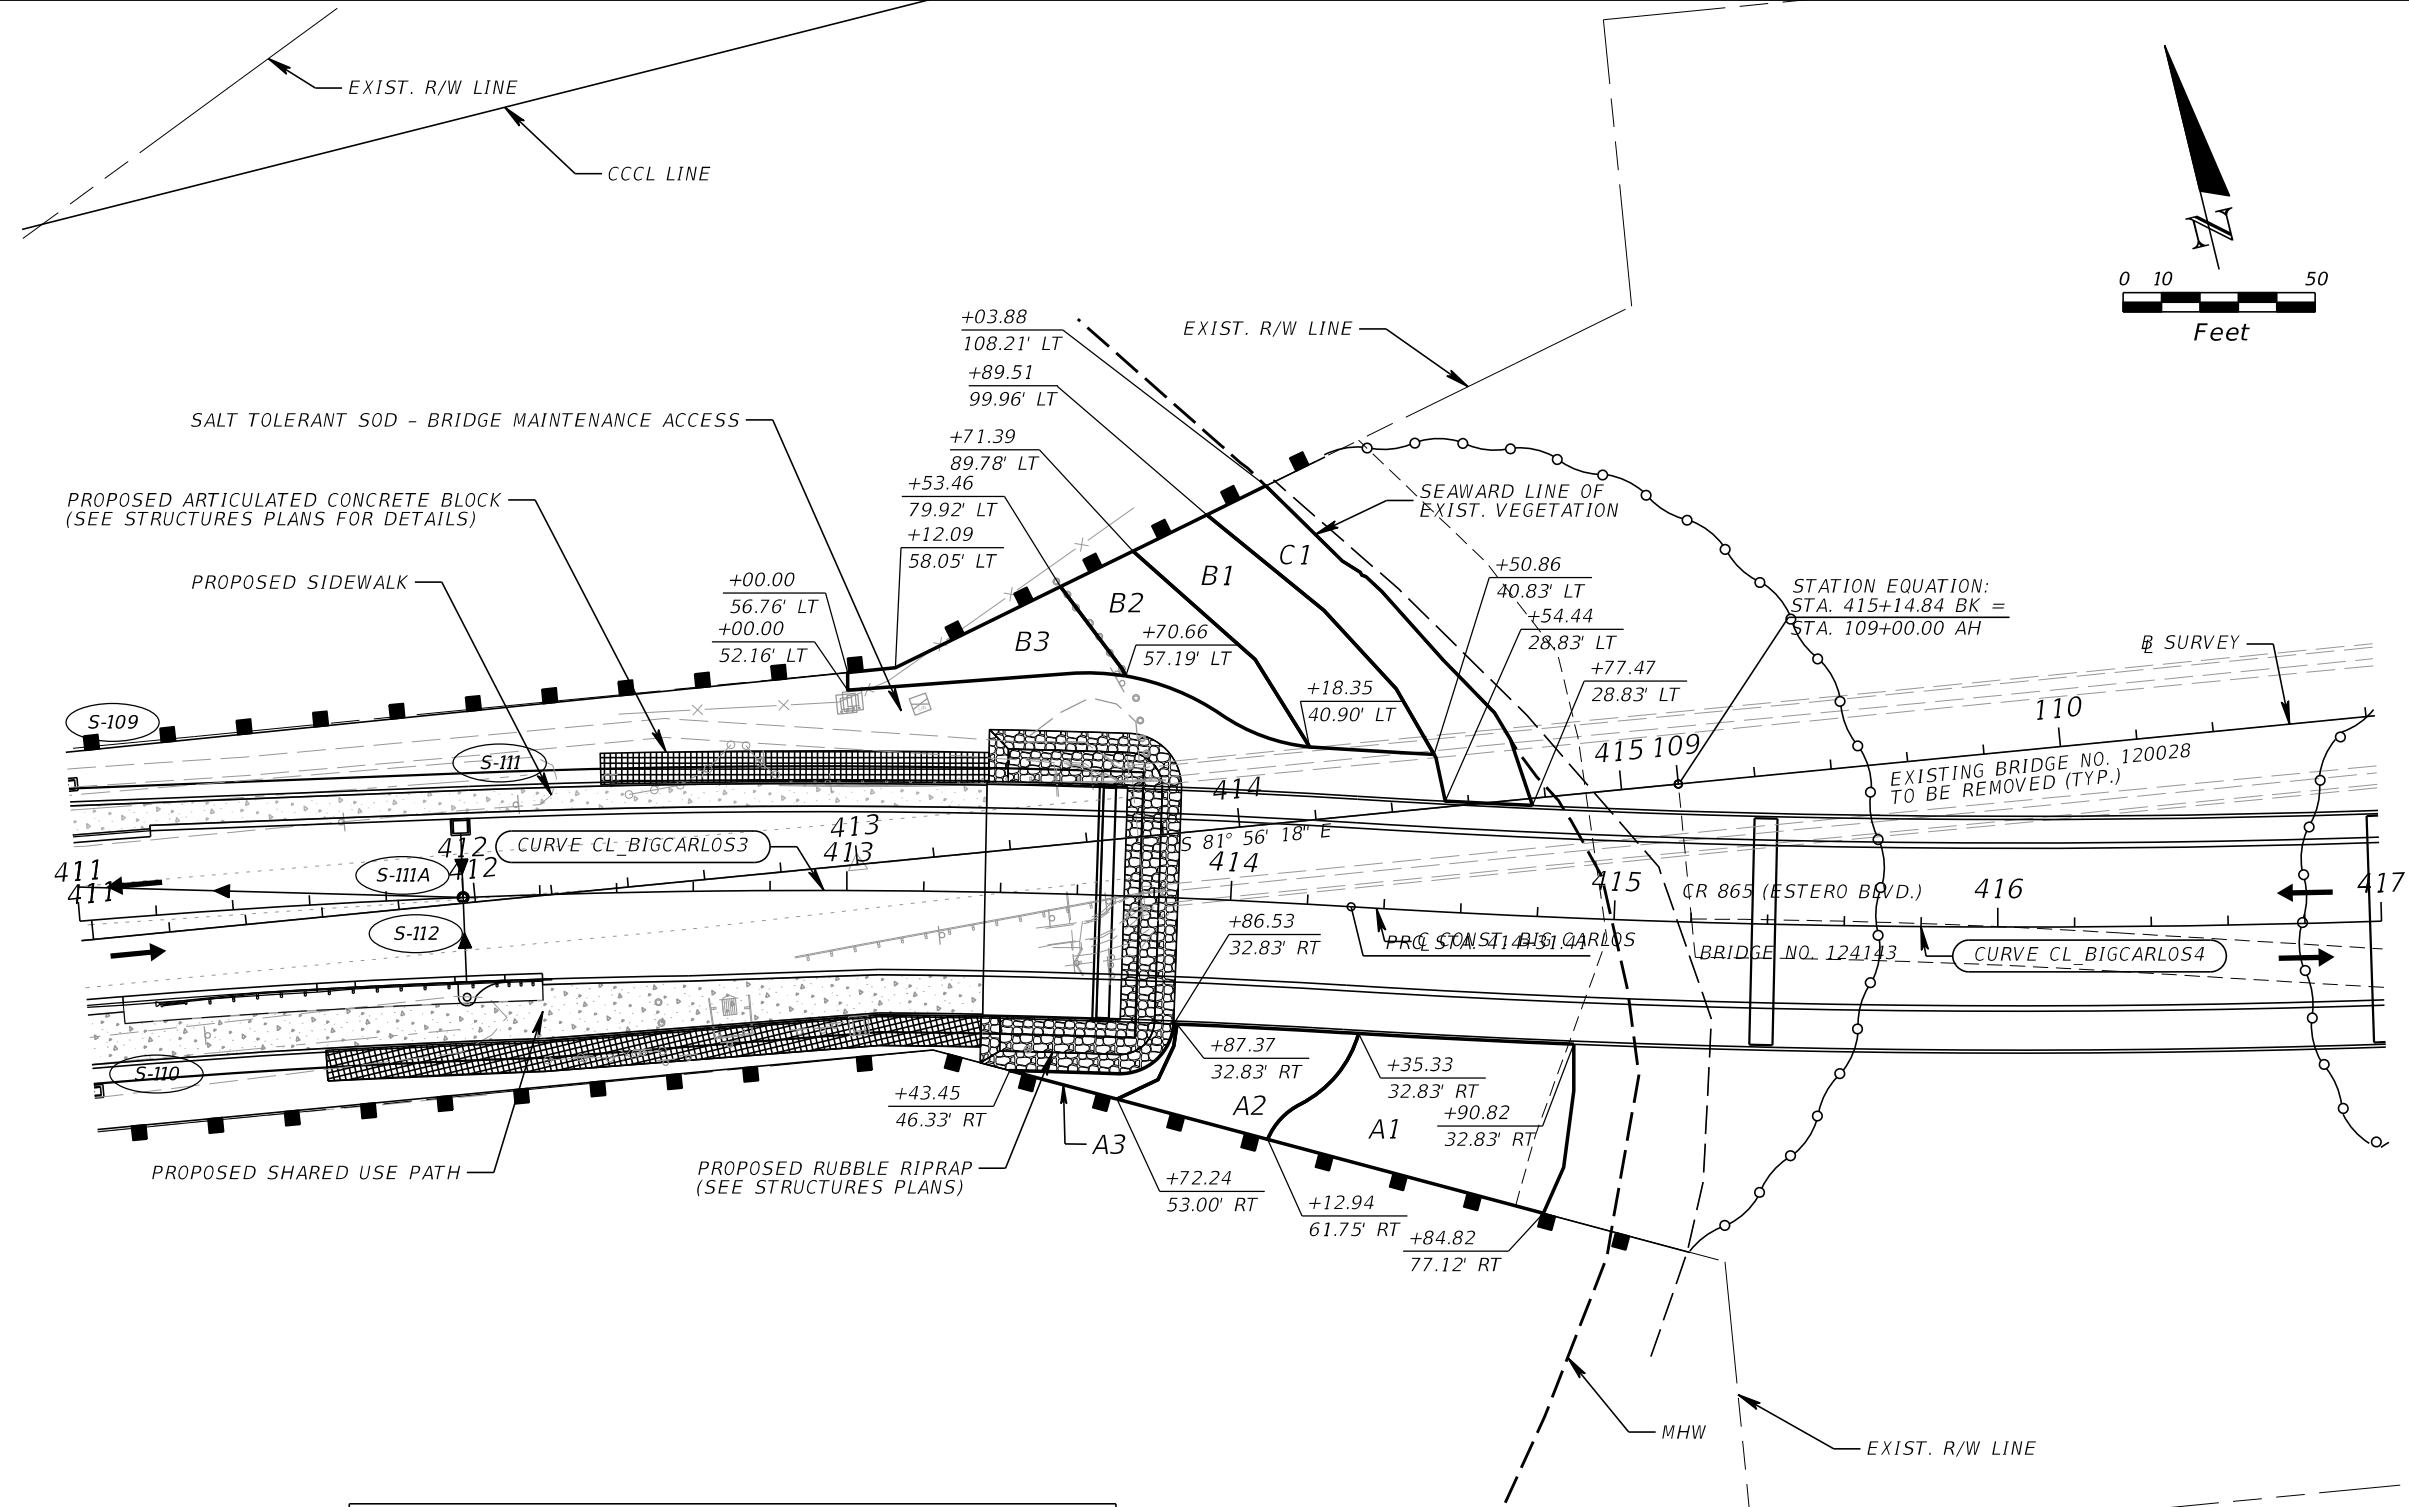 EXIST. R/W LINE
CCCL LINE
N
0 10 50
Feet
+03.88
108.21' LT
EXIST. R/W LINE
+89.51
99.96' LT
SALT TOLERANT SOD – BRIDGE MAINTENANCE ACCESS
+71.39
89.78' LT
+53.46
79.92' LT
PROPOSED ARTICULATED CONCRETE BLOCK
(SEE STRUCTURES PLANS FOR DETAILS)
SEAWARD LINE OF
EXIST. VEGETATION
+12.09
58.05' LT
C1
B1
B2
B3
PROPOSED SIDEWALK
+00.00
56.76' LT
+00.00
52.16' LT
+50.86
40.83' LT
+54.44
28.83' LT
+77.47
28.83' LT
STATION EQUATION:
STA. 415+14.84 BK =
STA. 109+00.00 AH
+70.66
57.19' LT
BL SURVEY
+18.35
40.90' LT
S-109
S-111
110
415 109
EXISTING BRIDGE NO. 120028
TO BE REMOVED (TYP.)
414
413
S 81° 56' 18" E
412
CURVE CL_BIGCARLOS3
413
414
411
S-111A
412
411
415
CR 865 (ESTERO BLVD.)
416
417
S-112
+86.53
32.83' RT
CL CONST. BIG CARLOS
PRC STA. 414+31.41
BRIDGE NO. 124143
CURVE CL_BIGCARLOS4
S-110
+87.37
32.83' RT
+35.33
32.83' RT
+43.45
46.33' RT
A2
A1
+90.82
32.83' RT
A3
PROPOSED SHARED USE PATH
PROPOSED RUBBLE RIPRAP
(SEE STRUCTURES PLANS)
+72.24
53.00' RT
+12.94
61.75' RT
+84.82
77.12' RT
MHW
EXIST. R/W LINE